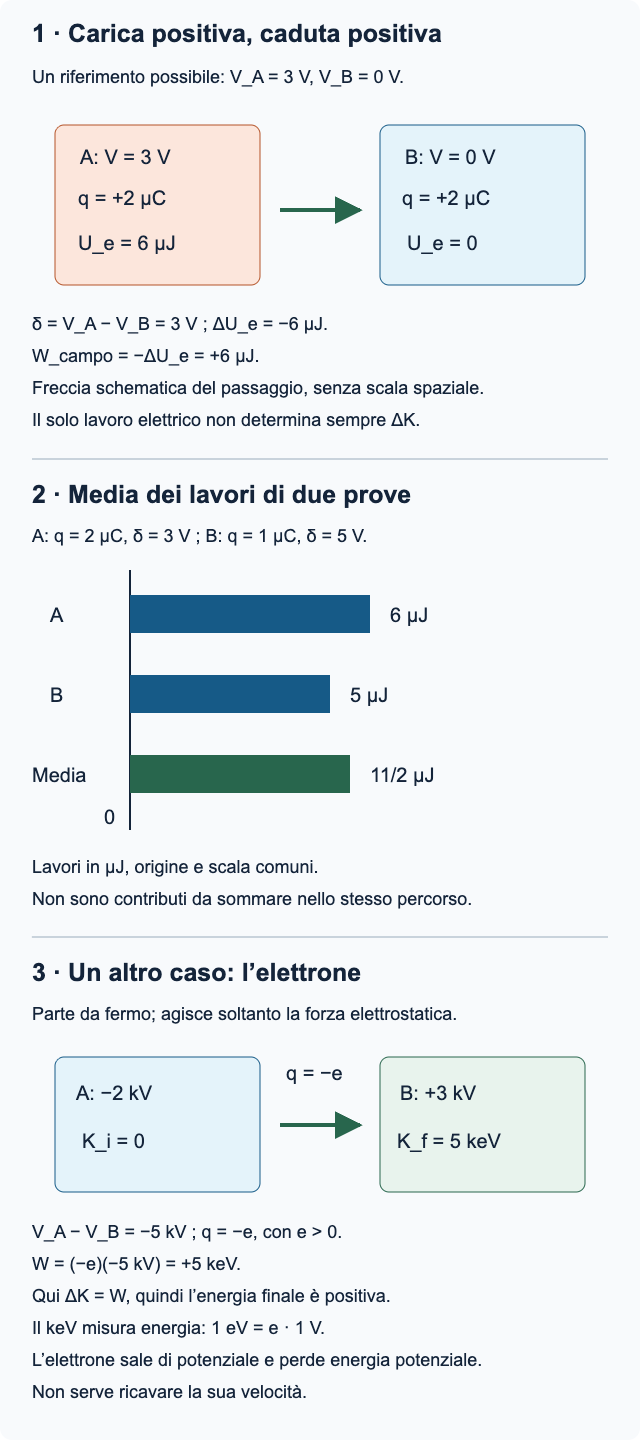 1 · Carica positiva, caduta positiva
Un riferimento possibile: V_A = 3 V, V_B = 0 V.
A: V = 3 V
q = +2 μC
U_e = 6 μJ
B: V = 0 V
q = +2 μC
U_e = 0
δ = V_A − V_B = 3 V ; ΔU_e = −6 μJ.
W_campo = −ΔU_e = +6 μJ.
Freccia schematica del passaggio, senza scala spaziale.
Il solo lavoro elettrico non determina sempre ΔK.
2 · Media dei lavori di due prove
A: q = 2 μC, δ = 3 V ; B: q = 1 μC, δ = 5 V.
A
6 μJ
B
5 μJ
Media
11/2 μJ
0
Lavori in μJ, origine e scala comuni.
Non sono contributi da sommare nello stesso percorso.
3 · Un altro caso: l’elettrone
Parte da fermo; agisce soltanto la forza elettrostatica.
A: −2 kV
K_i = 0
q = −e
B: +3 kV
K_f = 5 keV
V_A − V_B = −5 kV ; q = −e, con e > 0.
W = (−e)(−5 kV) = +5 keV.
Qui ΔK = W, quindi l’energia finale è positiva.
Il keV misura energia: 1 eV = e · 1 V.
L’elettrone sale di potenziale e perde energia potenziale.
Non serve ricavare la sua velocità.